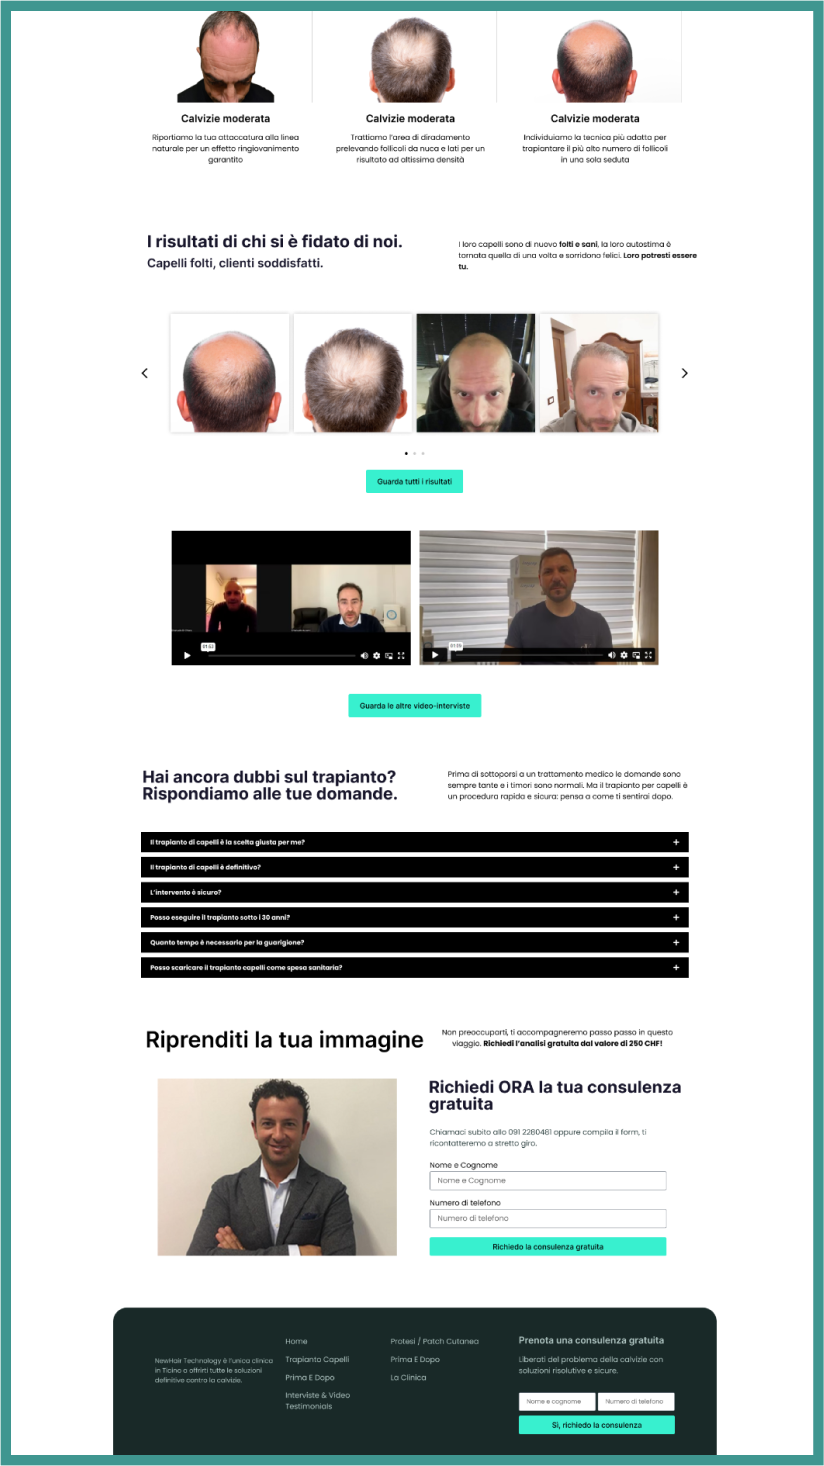 Calvizie moderata
Riportiamo la tua attaccatura alla linea
naturale per un effetto ringiovanimento
garantito
Calvizie moderata
Trattiamo l'area di diradamento
prelevando follicoli da nuca e lati per un
risultato ad altissima densità
Calvizie moderata
Individuiamo la tecnica più adatta per
trapiantare il più alto numero di follicoli
in una sola seduta
I risultati di chi si è fidato di noi.
Capelli folti, clienti soddisfatti.
I loro capelli sono di nuovo folti e sani, la loro autostima è
tornata quella di una volta e sorridono felici. Loro potresti essere
tu.
Guarda tutti i risultati
01:53
01:09
Guarda le altre video-interviste
Hai ancora dubbi sul trapianto?
Rispondiamo alle tue domande.
Prima di sottoporsi a un trattamento medico le domande sono
sempre tante e i timori sono normali. Ma il trapianto per capelli è
un procedura rapida e sicura: pensa a come ti sentirai dopo.
Il trapianto di capelli è la scelta giusta per me? +
Il trapianto di capelli è definitivo? +
L'intervento è sicuro? +
Posso eseguire il trapianto sotto i 30 anni? +
Quanto tempo è necessario per la guarigione? +
Posso scaricare il trapianto capelli come spesa sanitaria? +
Riprenditi la tua immagine
Non preoccuparti, ti accompagneremo passo passo in questo
viaggio. Richiedi l'analisi gratuita dal valore di 250 CHF!
Richiedi ORA la tua consulenza
gratuita
Chiamaci subito allo 091 2280481 oppure compila il form, ti
ricontatteremo a stretto giro.
Nome e Cognome
Nome e Cognome
Numero di telefono
Numero di telefono
Richiedo la consulenza gratuita
NewHair Technology è l'unica clinica
in Ticino a offrirti tutte le soluzioni
definitive contro la calvizie.
Home
Trapianto Capelli
Prima E Dopo
Interviste & Video
Testimonials
Protesi / Patch Cutanea
Prima E Dopo
La Clinica
Prenota una consulenza gratuita
Liberati del problema della calvizie con
soluzioni risolutive e sicure.
Nome e cognome
Numero di telefono
Sì, richiedo la consulenza